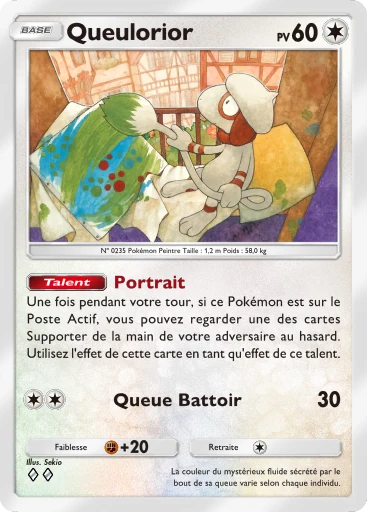 BASE Queulorior PV 60
N° 0235 Pokémon Peintre Taille : 1,2 m Poids : 58,0 kg
Talent Portrait
Une fois pendant votre tour, si ce Pokémon est sur le
Poste Actif, vous pouvez regarder une des cartes
Supporter de la main de votre adversaire au hasard.
Utilisez l'effet de cette carte en tant qu'effet de ce talent.
Queue Battoir 30
Faiblesse +20 Retraite
Illus. Sekio
La couleur du mystérieux fluide sécrété par le
bout de sa queue varie selon chaque individu.